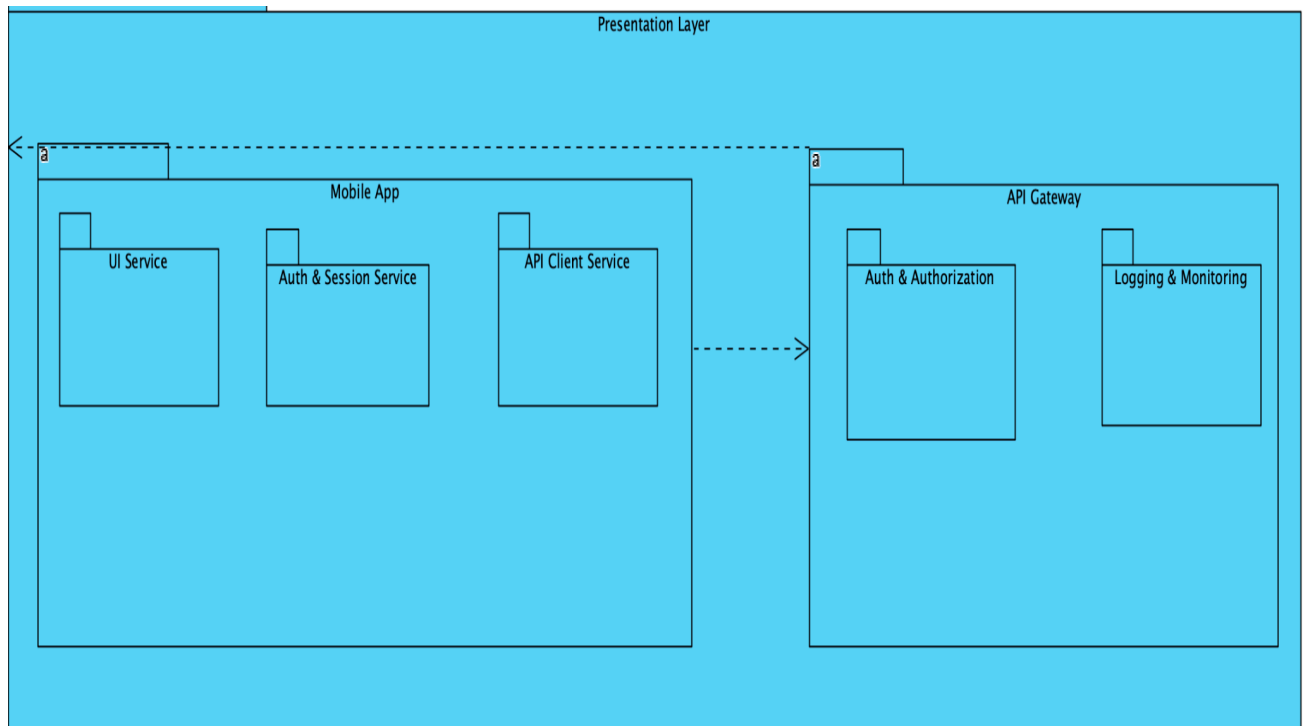 Presentation Layer
a
Mobile App
UI Service
Auth & Session Service
API Client Service
a
API Gateway
Auth & Authorization
Logging & Monitoring